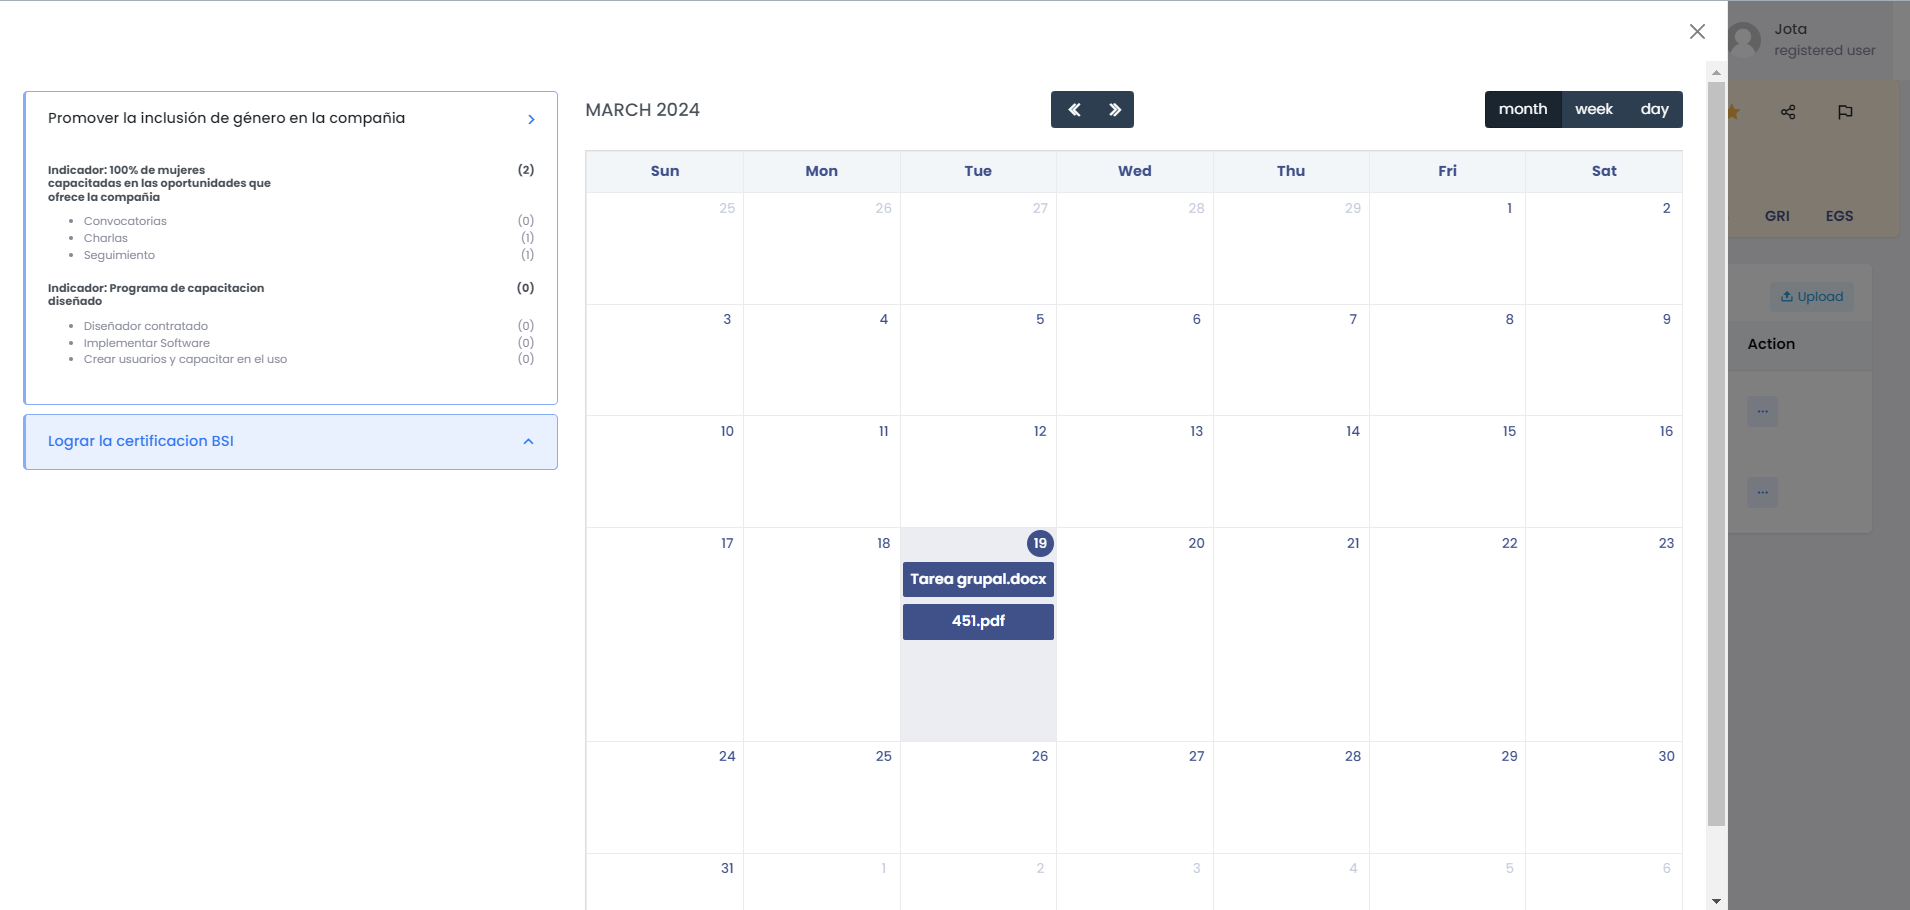 Jota
registered user
GRI EGS
Upload
Action
Promover la inclusión de género en la compañia
Indicador: 100% de mujeres (2)
capacitadas en las oportunidades que
ofrece la compañia
Convocatorias (0)
Charlas (1)
Seguimiento (1)
Indicador: Programa de capacitacion (0)
diseñado
Diseñador contratado (0)
Implementar Software (0)
Crear usuarios y capacitar en el uso (0)
Lograr la certificacion BSI
MARCH 2024
month week day
Sun Mon Tue Wed Thu Fri Sat
25 26 27 28 29 1 2
3 4 5 6 7 8 9
10 11 12 13 14 15 16
17 18 19 20 21 22 23
Tarea grupal.docx
451.pdf
24 25 26 27 28 29 30
31 1 2 3 4 5 6